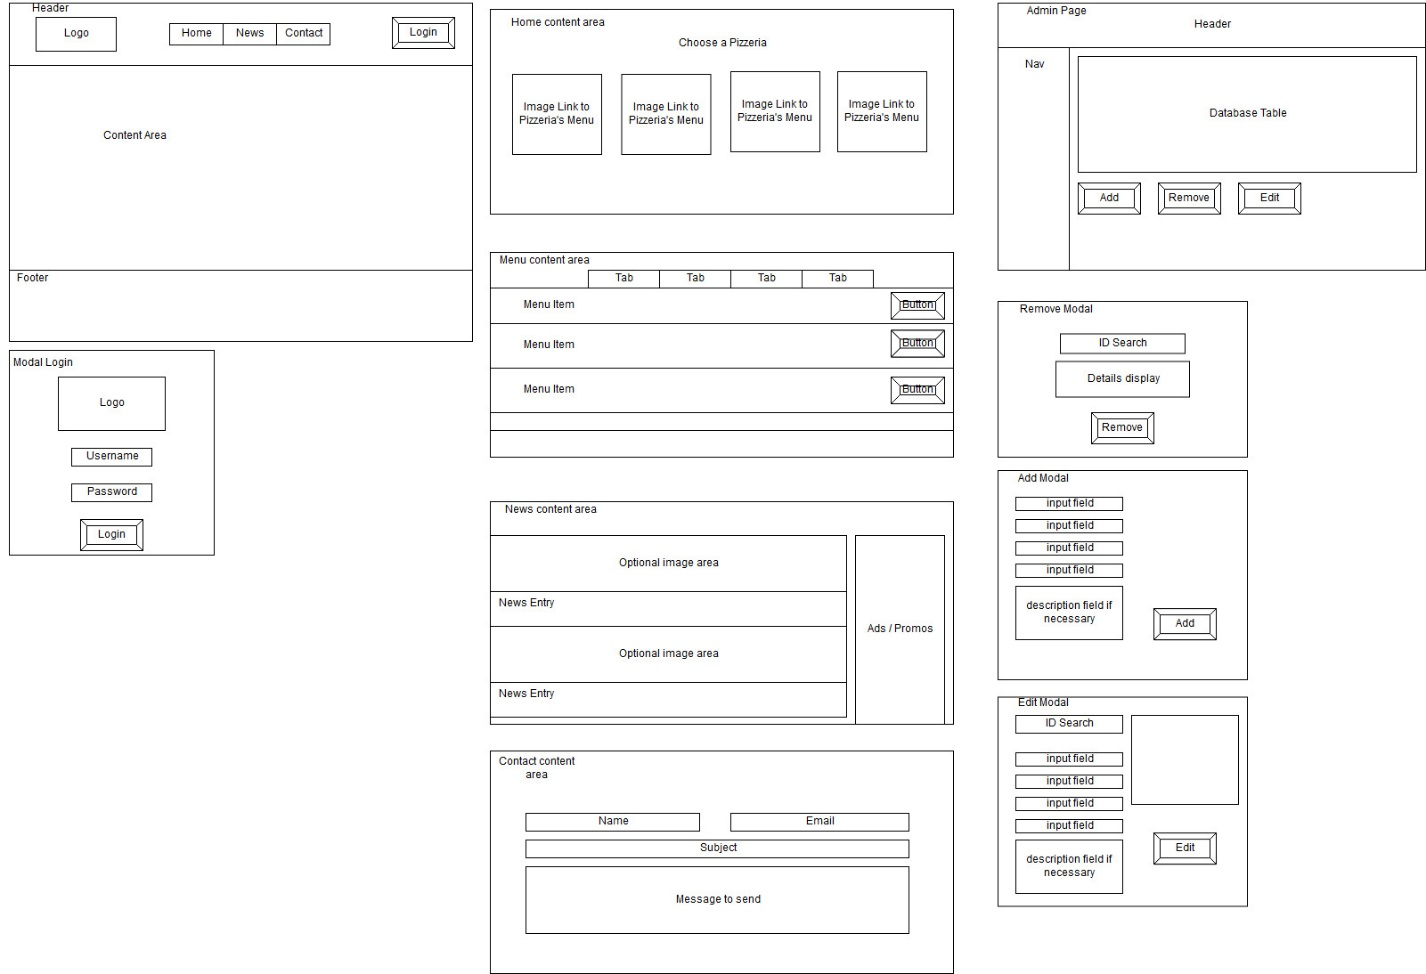 Header
Logo
Home News Contact
Login
Content Area
Footer
Modal Login
Logo
Username
Password
Login
Home content area
Choose a Pizzeria
Image Link to
Pizzeria's Menu
Image Link to
Pizzeria's Menu
Image Link to
Pizzeria's Menu
Image Link to
Pizzeria's Menu
Menu content area
Tab Tab Tab Tab
Menu Item Button
Menu Item Button
Menu Item Button
News content area
Optional image area
News Entry
Optional image area
News Entry
Ads / Promos
Contact content
area
Name Email
Subject
Message to send
Admin Page
Header
Nav
Database Table
Add Remove Edit
Remove Modal
ID Search
Details display
Remove
Add Modal
input field
input field
input field
input field
description field if
necessary
Add
Edit Modal
ID Search
input field
input field
input field
input field
description field if
necessary
Edit